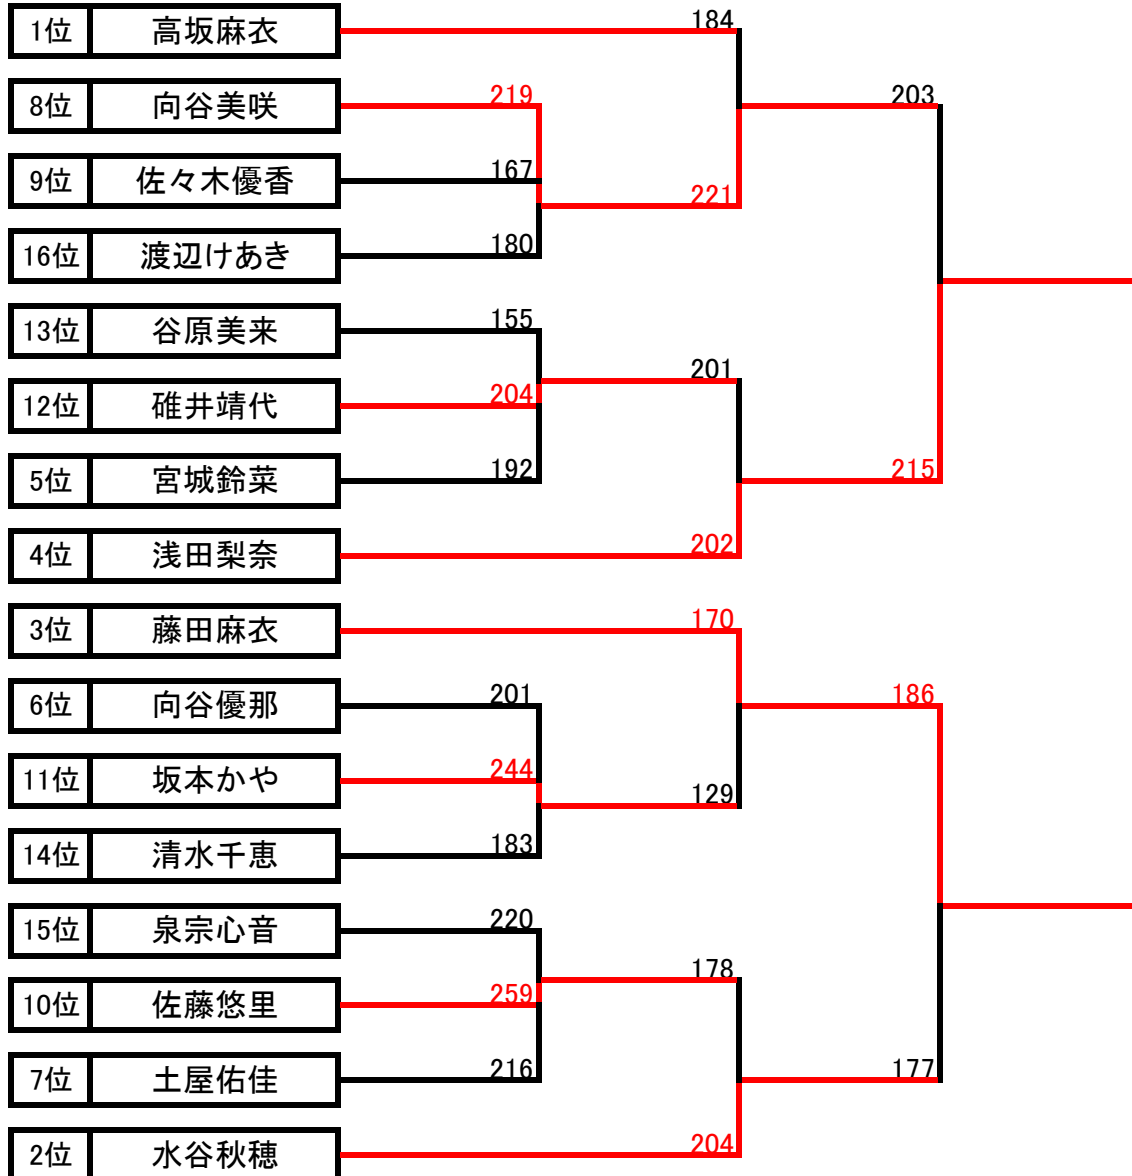 1位 高坂麻衣 184
8位 向谷美咲 219 203
9位 佐々木優香 167
221
16位 渡辺けあき 180
13位 谷原美来 155
201
12位 碓井靖代 204
5位 宮城鈴菜 192 215
4位 浅田梨奈 202
3位 藤田麻衣 170
6位 向谷優那 201 186
11位 坂本かや 244
129
14位 清水千恵 183
15位 泉宗心音 220
178
10位 佐藤悠里 259
7位 土屋佑佳 216 177
2位 水谷秋穂 204